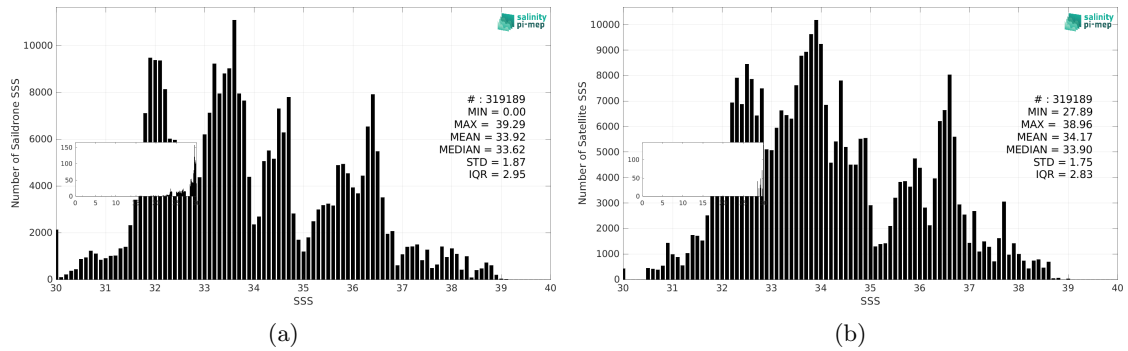 salinity
pi-mep
Number of Saildrone SSS
10000
8000
6000
4000
2000
0
# : 319189
MIN = 0.00
MAX = 39.29
MEAN = 33.92
MEDIAN = 33.62
STD = 1.87
IQR = 2.95
150
100
50
0
0 5 10 15
30 31 32 33 34 35 36 37 38 39 40
SSS
(a)
salinity
pi-mep
Number of Satellite SSS
10000
9000
8000
7000
6000
5000
4000
3000
2000
1000
0
# : 319189
MIN = 27.89
MAX = 38.96
MEAN = 34.17
MEDIAN = 33.90
STD = 1.75
IQR = 2.83
100
50
0
0 5 10 15
30 31 32 33 34 35 36 37 38 39 40
SSS
(b)